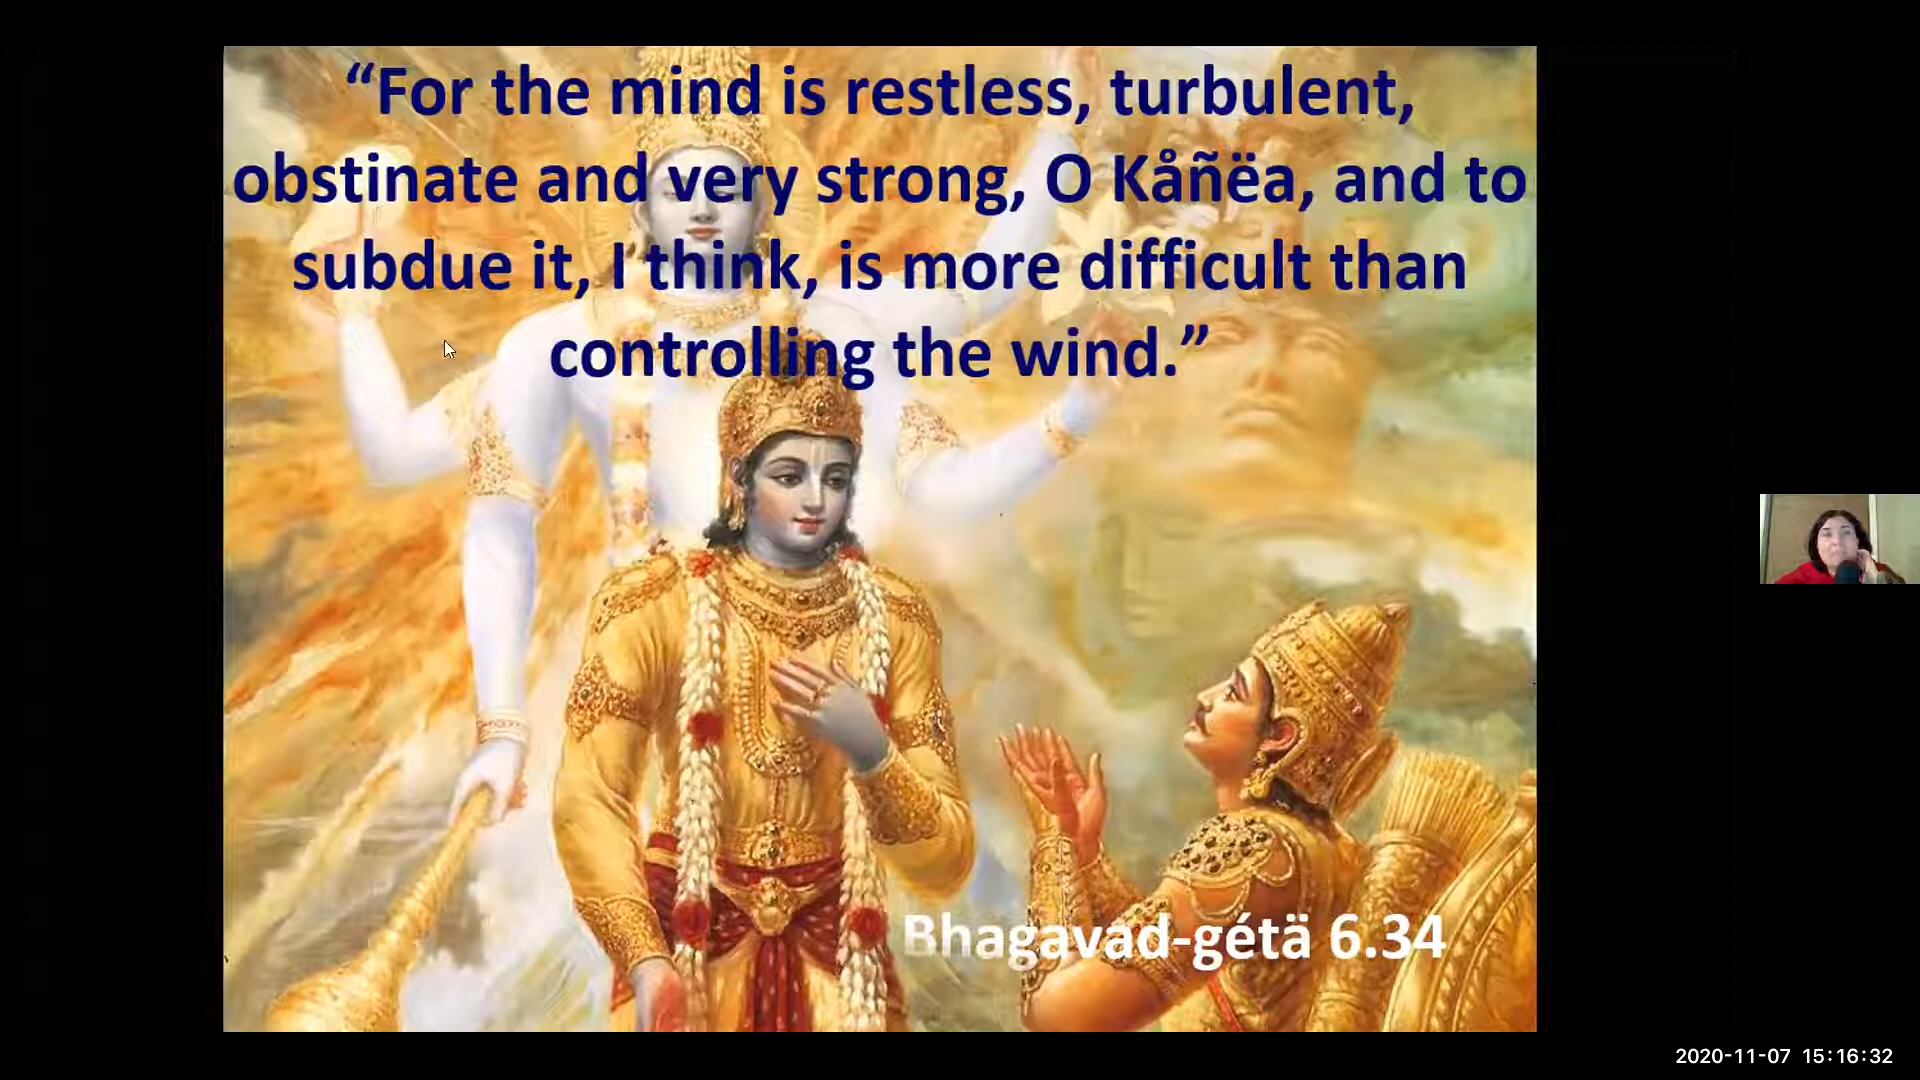 “For the mind is restless, turbulent,
obstinate and very strong, O Kåñëa, and to
subdue it, I think, is more difficult than
controlling the wind.”
Bhagavad-gétä 6.34
2020-11-07 15:16:32